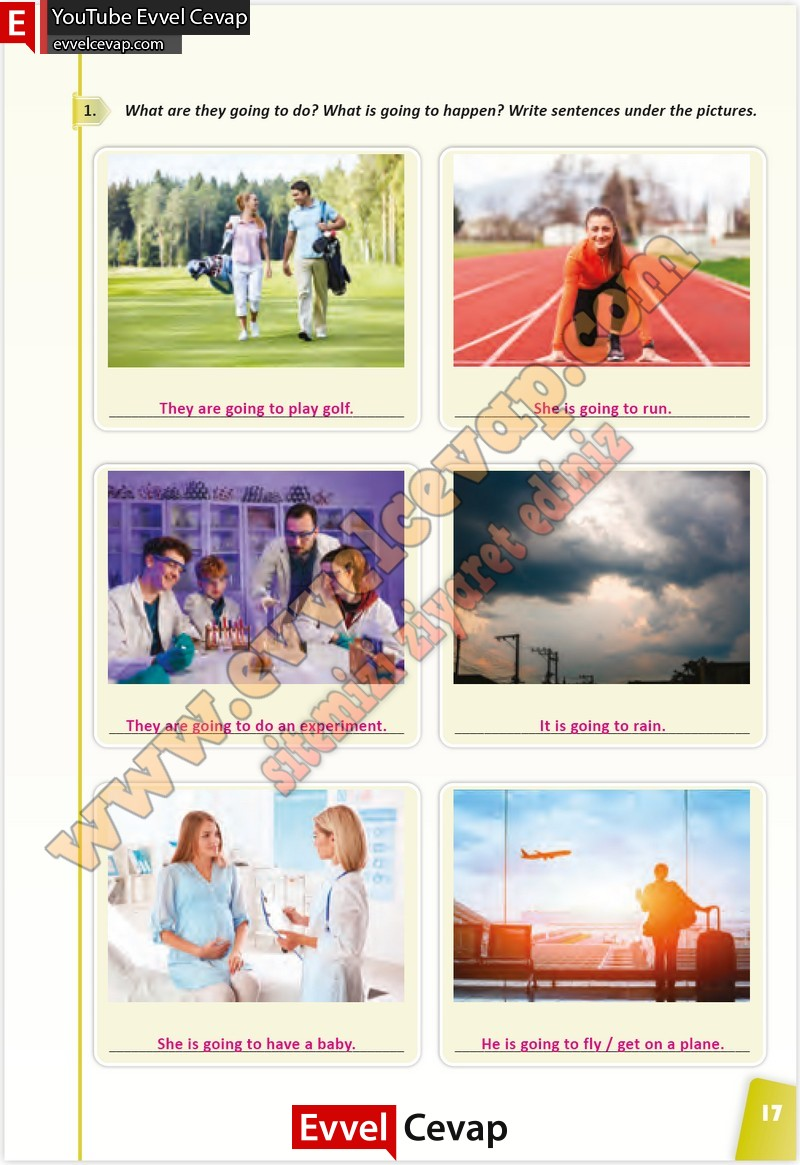 E YouTube Evvel Cevap
evvelcevap.com
1. What are they going to do? What is going to happen? Write sentences under the pictures.
They are going to play golf.
She is going to run.
They are going to do an experiment.
It is going to rain.
She is going to have a baby.
He is going to fly / get on a plane.
www.evvelcevap.com
sitemizi ziyaret ediniz
17
Evvel Cevap